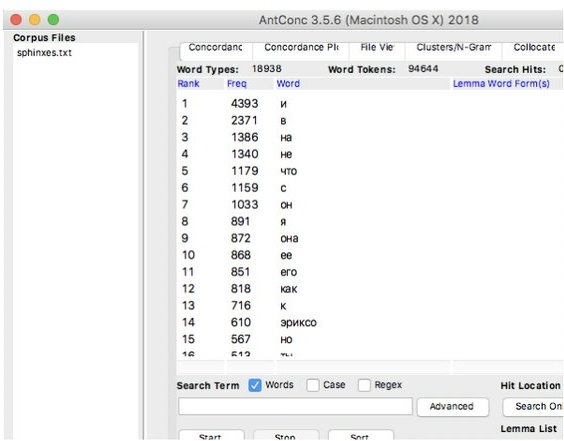 AntConc 3.5.6 (Macintosh OS X) 2018
Corpus Files
sphinxes.txt
Concordanc Concordance Plo File Vie Clusters/N-Gram Collocate
Word Types: 18938 Word Tokens: 94644 Search Hits: 0
Rank Freq Word Lemma Word Form(s)
1 4393 и
2 2371 в
3 1386 на
4 1340 не
5 1179 что
6 1159 с
7 1033 он
8 891 я
9 872 она
10 868 ее
11 851 его
12 818 как
13 716 к
14 610 эриксо
15 567 но
16 513 ты
Search Term Words Case Regex Hit Location
Advanced Search On
Start Stop Sort Lemma List